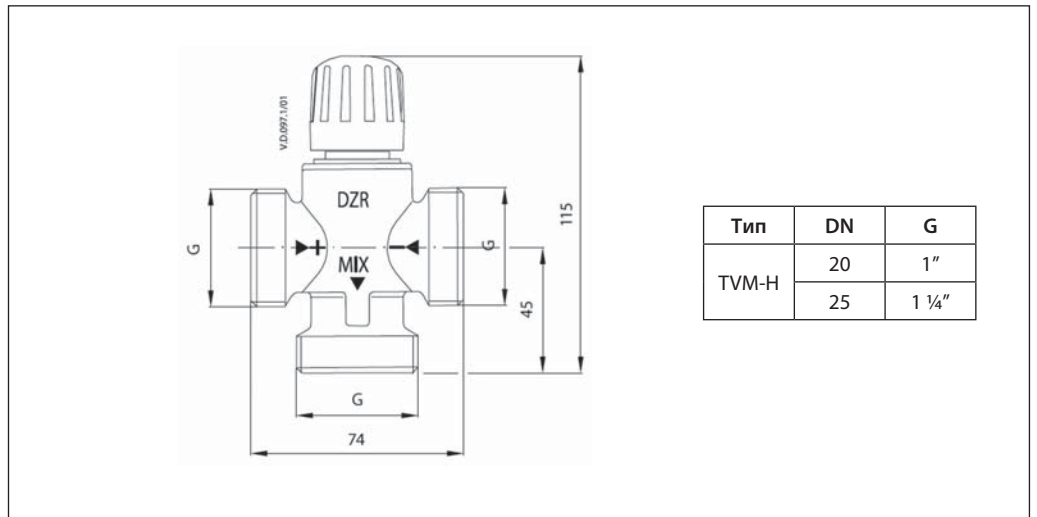 V.D.097.1/01
DZR
G
+
−
G
MIX
115
45
G
74
Тип DN G
TVM-H 20 1”
25 1 ¼”